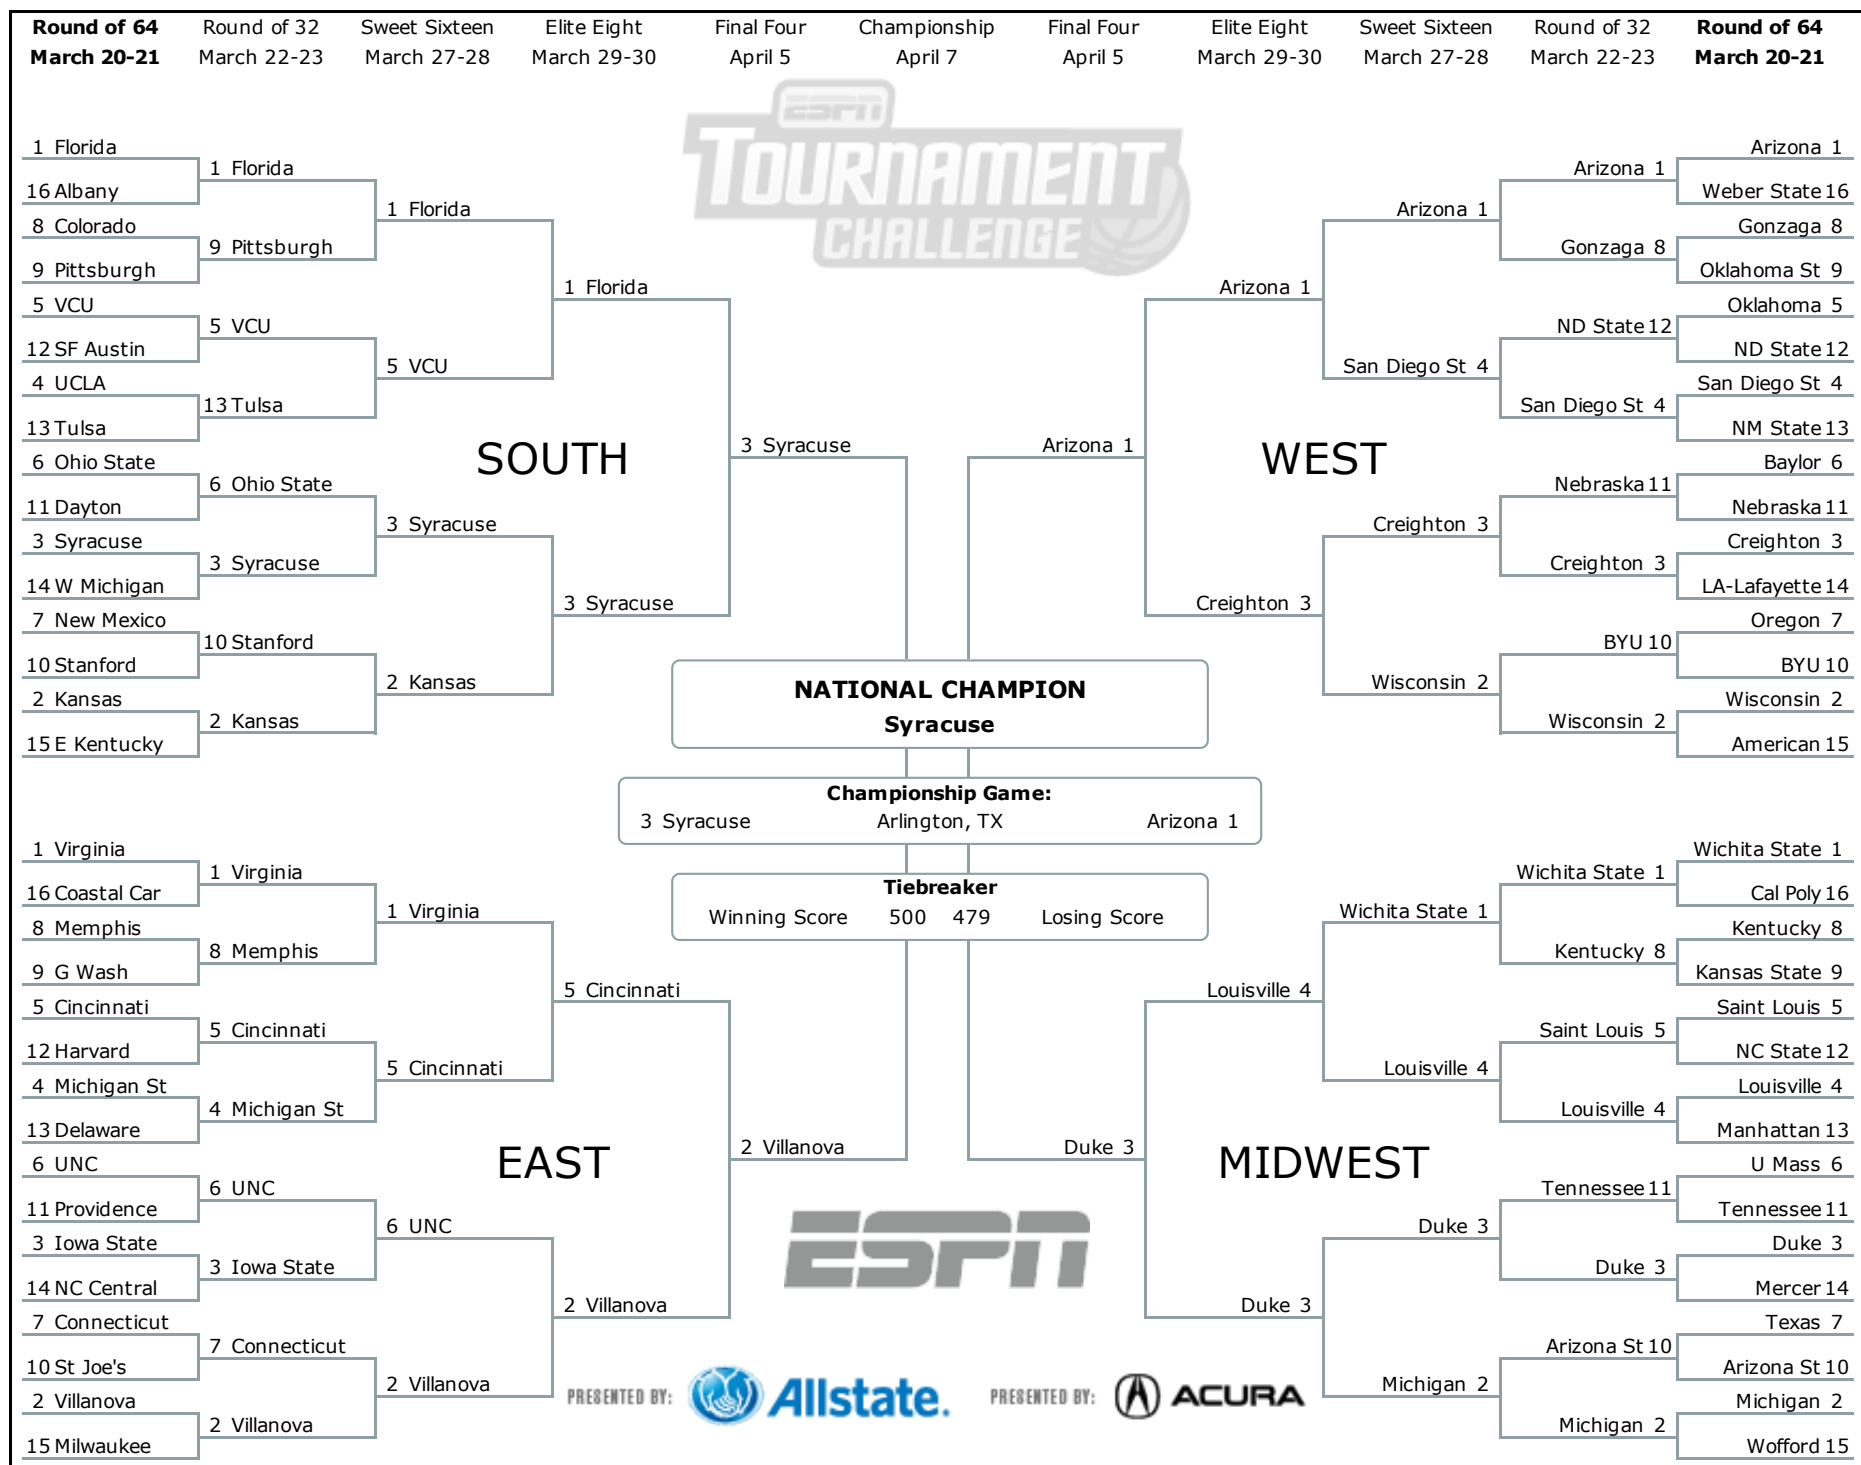 Round of 64 Round of 32 Sweet Sixteen Elite Eight Final Four Championship Final Four Elite Eight Sweet Sixteen Round of 32 Round of 64
March 20-21 March 22-23 March 27-28 March 29-30 April 5 April 7 April 5 March 29-30 March 27-28 March 22-23 March 20-21
ESPN
TOURNAMENT
CHALLENGE
SOUTH
1 Florida
16 Albany
8 Colorado
9 Pittsburgh
5 VCU
12 SF Austin
4 UCLA
13 Tulsa
6 Ohio State
11 Dayton
3 Syracuse
14 W Michigan
7 New Mexico
10 Stanford
2 Kansas
15 E Kentucky
1 Florida
9 Pittsburgh
5 VCU
13 Tulsa
6 Ohio State
3 Syracuse
10 Stanford
2 Kansas
1 Florida
5 VCU
3 Syracuse
2 Kansas
1 Florida
3 Syracuse
3 Syracuse
EAST
1 Virginia
16 Coastal Car
8 Memphis
9 G Wash
5 Cincinnati
12 Harvard
4 Michigan St
13 Delaware
6 UNC
11 Providence
3 Iowa State
14 NC Central
7 Connecticut
10 St Joe's
2 Villanova
15 Milwaukee
1 Virginia
8 Memphis
5 Cincinnati
4 Michigan St
6 UNC
3 Iowa State
7 Connecticut
2 Villanova
1 Virginia
5 Cincinnati
6 UNC
2 Villanova
5 Cincinnati
2 Villanova
2 Villanova
NATIONAL CHAMPION
Syracuse
Championship Game:
3 Syracuse Arlington, TX Arizona 1
Tiebreaker
Winning Score 500 479 Losing Score
WEST
Arizona 1
Arizona 1
Creighton 3
Arizona 1
San Diego St 4
Creighton 3
Wisconsin 2
Arizona 1
Gonzaga 8
ND State 12
San Diego St 4
Nebraska 11
Creighton 3
BYU 10
Wisconsin 2
Arizona 1
Weber State 16
Gonzaga 8
Oklahoma St 9
Oklahoma 5
ND State 12
San Diego St 4
NM State 13
Baylor 6
Nebraska 11
Creighton 3
LA-Lafayette 14
Oregon 7
BYU 10
Wisconsin 2
American 15
MIDWEST
Duke 3
Louisville 4
Duke 3
Wichita State 1
Louisville 4
Duke 3
Michigan 2
Wichita State 1
Kentucky 8
Saint Louis 5
Louisville 4
Tennessee 11
Duke 3
Arizona St 10
Michigan 2
Wichita State 1
Cal Poly 16
Kentucky 8
Kansas State 9
Saint Louis 5
NC State 12
Louisville 4
Manhattan 13
U Mass 6
Tennessee 11
Duke 3
Mercer 14
Texas 7
Arizona St 10
Michigan 2
Wofford 15
ESPN
PRESENTED BY: Allstate. PRESENTED BY: ACURA